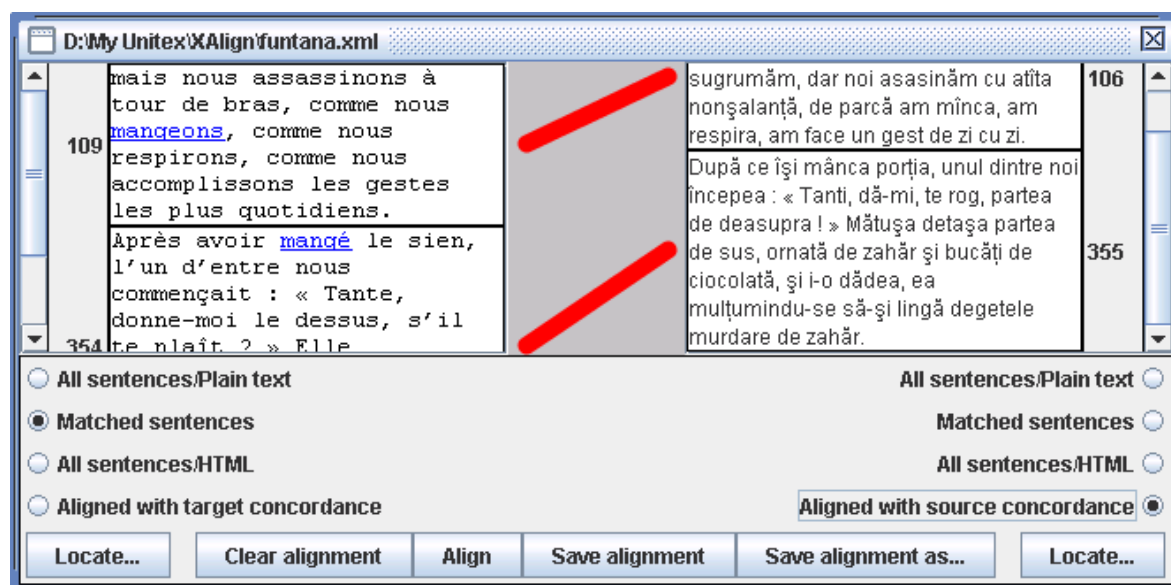 D:\My Unitex\XAlign\funtana.xml
mais nous assassinons à
tour de bras, comme nous
mangeons, comme nous
109
respirons, comme nous
accomplissons les gestes
les plus quotidiens.
Après avoir mangé le sien,
l'un d'entre nous
commençait : « Tante,
donne-moi le dessus, s'il
354
te plaît ? » Elle
sugrumăm, dar noi asasinăm cu atîta
106
nonşalanţă, de parcă am mînca, am
respira, am face un gest de zi cu zi.
După ce îşi mânca porţia, unul dintre noi
începea : « Tanti, dă-mi, te rog, partea
de deasupra ! » Mătuşa detaşa partea
de sus, ornată de zahăr şi bucăţi de
355
ciocolată, şi i-o dădea, ea
mulţumindu-se să-şi lingă degetele
murdare de zahăr.
All sentences/Plain text
All sentences/Plain text
Matched sentences
Matched sentences
All sentences/HTML
All sentences/HTML
Aligned with target concordance
Aligned with source concordance
Locate...
Clear alignment
Align
Save alignment
Save alignment as...
Locate...